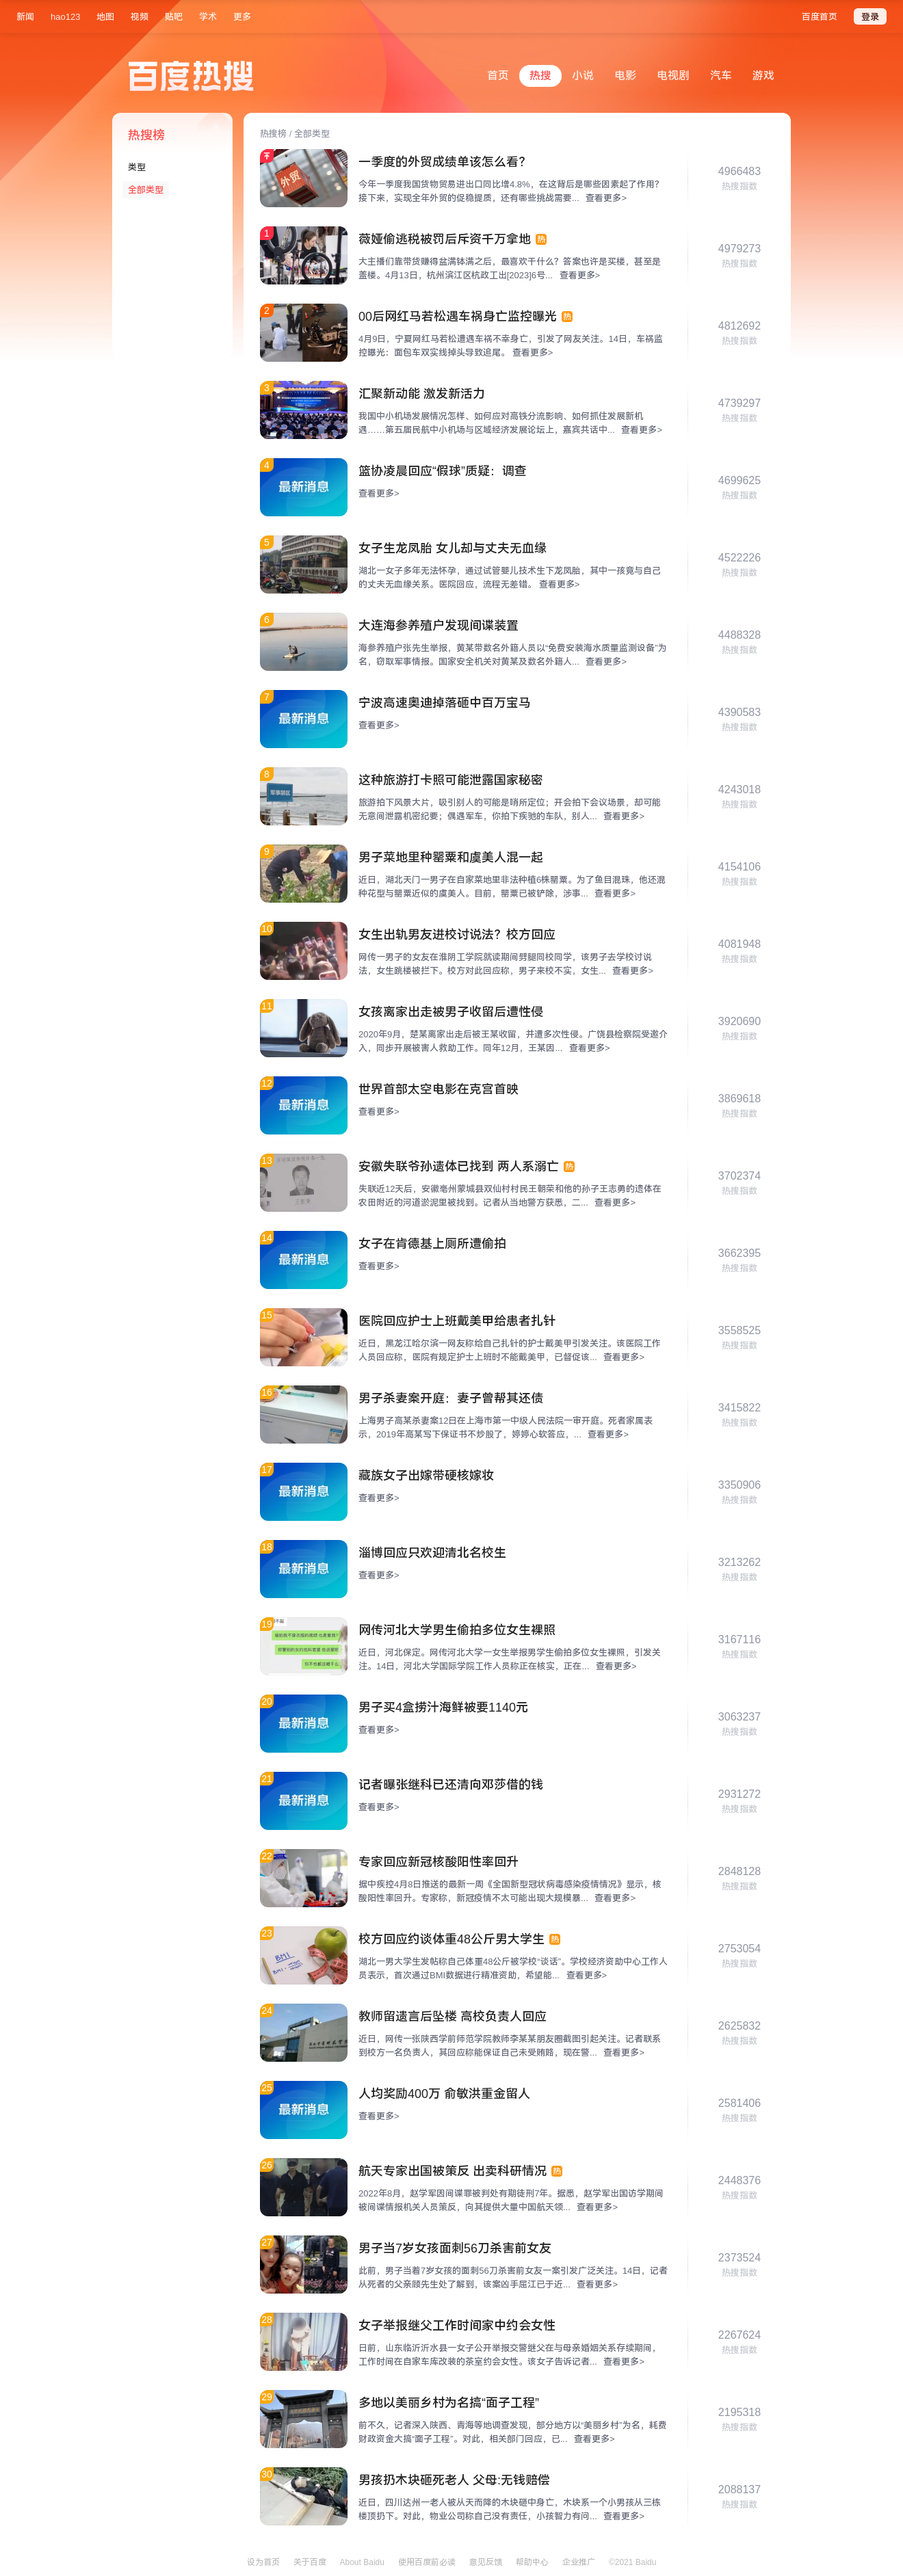 新闻 hao123 地图 视频 贴吧 学术 更多 百度首页 登录
百度热搜
首页 热搜 小说 电影 电视剧 汽车 游戏
热搜榜
类型
全部类型
热搜榜 / 全部类型
外贸
一季度的外贸成绩单该怎么看?
今年一季度我国货物贸易进出口同比增4.8%，在这背后是哪些因素起了作用?
接下来，实现全年外贸的促稳提质，还有哪些挑战需要... 查看更多>
4966483
热搜指数
1
薇娅偷逃税被罚后斥资千万拿地 热
大主播们靠带货赚得盆满钵满之后，最喜欢干什么？答案也许是买楼，甚至是
盖楼。4月13日，杭州滨江区杭政工出[2023]6号... 查看更多>
4979273
热搜指数
2
00后网红马若松遇车祸身亡监控曝光 热
4月9日，宁夏网红马若松遭遇车祸不幸身亡，引发了网友关注。14日，车祸监
控曝光：面包车双实线掉头导致追尾。 查看更多>
4812692
热搜指数
3
汇聚新动能 激发新活力
我国中小机场发展情况怎样、如何应对高铁分流影响、如何抓住发展新机
遇……第五届民航中小机场与区域经济发展论坛上，嘉宾共话中... 查看更多>
4739297
热搜指数
4
最新消息
篮协凌晨回应“假球”质疑：调查
查看更多>
4699625
热搜指数
5
女子生龙凤胎 女儿却与丈夫无血缘
湖北一女子多年无法怀孕，通过试管婴儿技术生下龙凤胎，其中一孩竟与自己
的丈夫无血缘关系。医院回应，流程无差错。 查看更多>
4522226
热搜指数
6
大连海参养殖户发现间谍装置
海参养殖户张先生举报，黄某带数名外籍人员以“免费安装海水质量监测设备”为
名，窃取军事情报。国家安全机关对黄某及数名外籍人... 查看更多>
4488328
热搜指数
7
最新消息
宁波高速奥迪掉落砸中百万宝马
查看更多>
4390583
热搜指数
8
这种旅游打卡照可能泄露国家秘密
旅游拍下风景大片，吸引别人的可能是哨所定位；开会拍下会议场景，却可能
无意间泄露机密纪要；偶遇军车，你拍下疾驰的车队，别人... 查看更多>
4243018
热搜指数
9
男子菜地里种罂粟和虞美人混一起
近日，湖北天门一男子在自家菜地里非法种植6株罂粟。为了鱼目混珠，他还混
种花型与罂粟近似的虞美人。目前，罂粟已被铲除，涉事... 查看更多>
4154106
热搜指数
10
女生出轨男友进校讨说法？校方回应
网传一男子的女友在淮阴工学院就读期间劈腿同校同学，该男子去学校讨说
法，女生跳楼被拦下。校方对此回应称，男子来校不实，女生... 查看更多>
4081948
热搜指数
11
女孩离家出走被男子收留后遭性侵
2020年9月，楚某离家出走后被王某收留，并遭多次性侵。广饶县检察院受邀介
入，同步开展被害人救助工作。同年12月，王某因... 查看更多>
3920690
热搜指数
12
最新消息
世界首部太空电影在克宫首映
查看更多>
3869618
热搜指数
13
安徽失联爷孙遗体已找到 两人系溺亡 热
失联近12天后，安徽亳州蒙城县双仙村村民王朝荣和他的孙子王志勇的遗体在
农田附近的河道淤泥里被找到。记者从当地警方获悉，二... 查看更多>
3702374
热搜指数
14
最新消息
女子在肯德基上厕所遭偷拍
查看更多>
3662395
热搜指数
15
医院回应护士上班戴美甲给患者扎针
近日，黑龙江哈尔滨一网友称给自己扎针的护士戴美甲引发关注。该医院工作
人员回应称，医院有规定护士上班时不能戴美甲，已督促该... 查看更多>
3558525
热搜指数
16
男子杀妻案开庭：妻子曾帮其还债
上海男子高某杀妻案12日在上海市第一中级人民法院一审开庭。死者家属表
示，2019年高某写下保证书不炒股了，婷婷心软答应，... 查看更多>
3415822
热搜指数
17
最新消息
藏族女子出嫁带硬核嫁妆
查看更多>
3350906
热搜指数
18
最新消息
淄博回应只欢迎清北名校生
查看更多>
3213262
热搜指数
19
网传河北大学男生偷拍多位女生裸照
近日，河北保定。网传河北大学一女生举报男学生偷拍多位女生裸照，引发关
注。14日，河北大学国际学院工作人员称正在核实，正在... 查看更多>
3167116
热搜指数
20
最新消息
男子买4盒捞汁海鲜被要1140元
查看更多>
3063237
热搜指数
21
最新消息
记者曝张继科已还清向邓莎借的钱
查看更多>
2931272
热搜指数
22
专家回应新冠核酸阳性率回升
据中疾控4月8日推送的最新一周《全国新型冠状病毒感染疫情情况》显示，核
酸阳性率回升。专家称，新冠疫情不太可能出现大规模暴... 查看更多>
2848128
热搜指数
23
校方回应约谈体重48公斤男大学生 热
湖北一男大学生发帖称自己体重48公斤被学校“谈话”。学校经济资助中心工作人
员表示，首次通过BMI数据进行精准资助，希望能... 查看更多>
2753054
热搜指数
24
教师留遗言后坠楼 高校负责人回应
近日，网传一张陕西学前师范学院教师李某某朋友圈截图引起关注。记者联系
到校方一名负责人，其回应称能保证自己未受贿赂，现在警... 查看更多>
2625832
热搜指数
25
最新消息
人均奖励400万 俞敏洪重金留人
查看更多>
2581406
热搜指数
26
航天专家出国被策反 出卖科研情况 热
2022年8月，赵学军因间谍罪被判处有期徒刑7年。据悉，赵学军出国访学期间
被间谍情报机关人员策反，向其提供大量中国航天领... 查看更多>
2448376
热搜指数
27
男子当7岁女孩面刺56刀杀害前女友
此前，男子当着7岁女孩的面刺56刀杀害前女友一案引发广泛关注。14日，记者
从死者的父亲顾先生处了解到，该案凶手屈江已于近... 查看更多>
2373524
热搜指数
28
女子举报继父工作时间家中约会女性
日前，山东临沂沂水县一女子公开举报交警继父在与母亲婚姻关系存续期间，
工作时间在自家车库改装的茶室约会女性。该女子告诉记者... 查看更多>
2267624
热搜指数
29
多地以美丽乡村为名搞“面子工程”
前不久，记者深入陕西、青海等地调查发现，部分地方以“美丽乡村”为名，耗费
财政资金大搞“面子工程”。对此，相关部门回应，已... 查看更多>
2195318
热搜指数
30
男孩扔木块砸死老人 父母:无钱赔偿
近日，四川达州一老人被从天而降的木块砸中身亡，木块系一个小男孩从三栋
楼顶扔下。对此，物业公司称自己没有责任，小孩智力有问... 查看更多>
2088137
热搜指数
设为首页 关于百度 About Baidu 使用百度前必读 意见反馈 帮助中心 企业推广 ©2021 Baidu